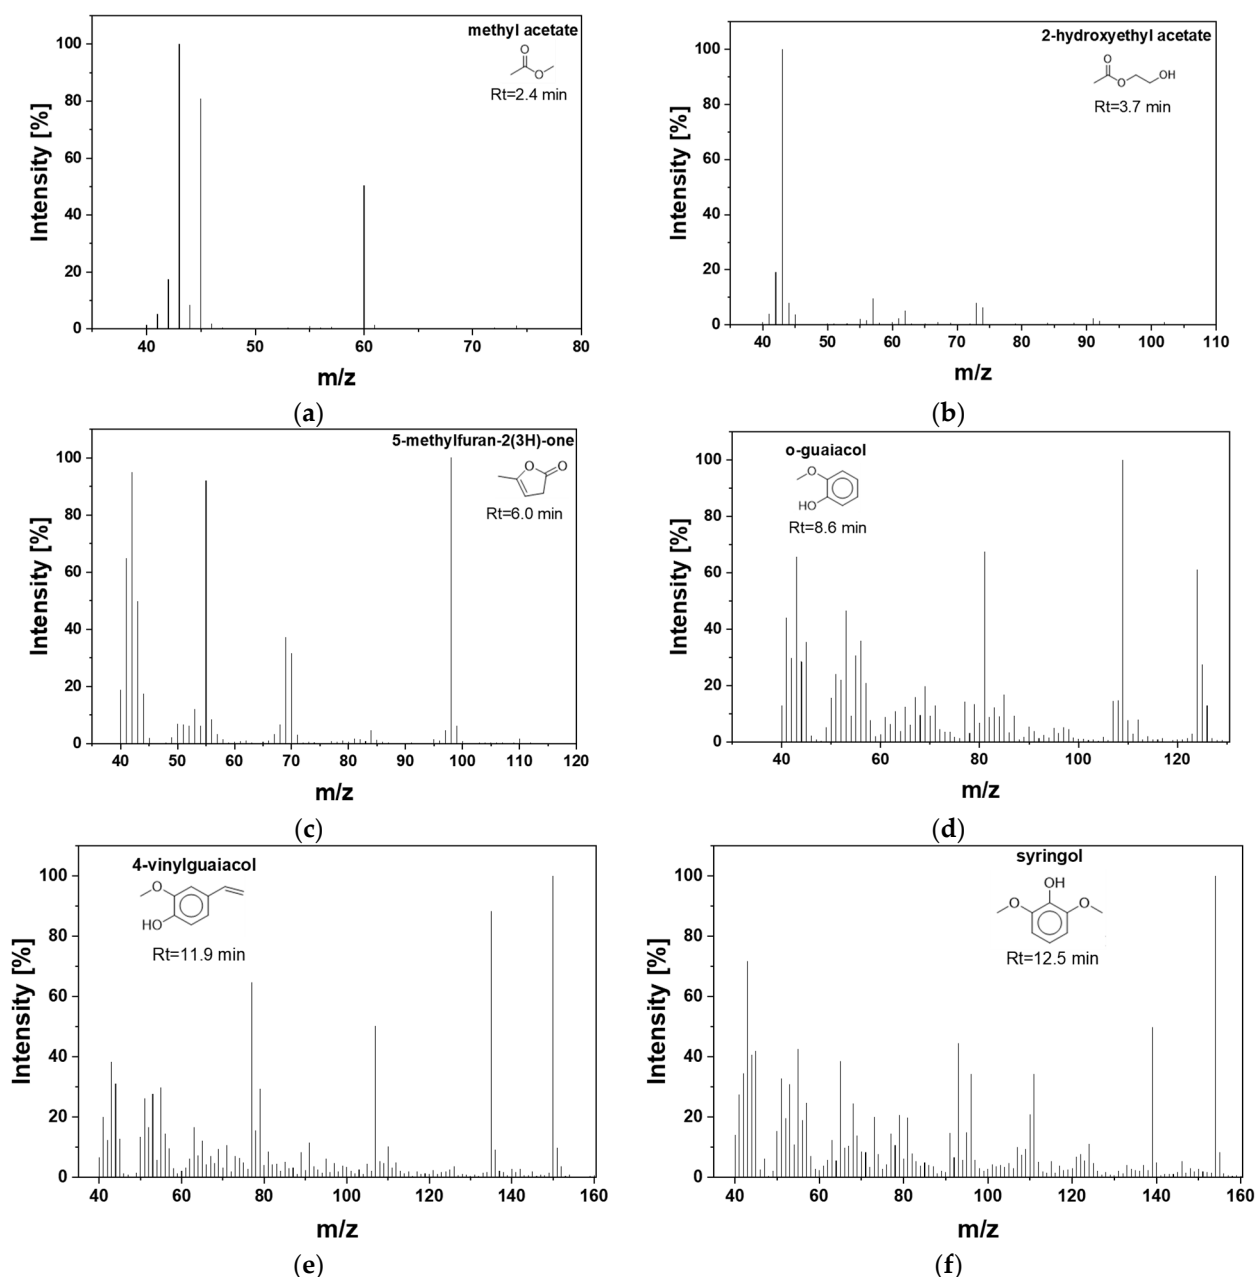 methyl acetate
O
O
Rt=2.4 min
100
80
60
40
20
0
40
50
60
70
80
Intensity [%]
m/z
(a)
2-hydroxyethyl acetate
O
O
OH
Rt=3.7 min
100
80
60
40
20
0
40
50
60
70
80
90
100
110
Intensity [%]
m/z
(b)
5-methylfuran-2(3H)-one
O
O
Rt=6.0 min
100
80
60
40
20
0
40
50
60
70
80
90
100
110
120
Intensity [%]
m/z
(c)
o-guaiacol
O
HO
Rt=8.6 min
100
80
60
40
20
0
40
60
80
100
120
Intensity [%]
m/z
(d)
4-vinylguaiacol
O
HO
Rt=11.9 min
100
80
60
40
20
0
40
60
80
100
120
140
160
Intensity [%]
m/z
(e)
syringol
OH
O
O
Rt=12.5 min
100
80
60
40
20
0
40
60
80
100
120
140
160
Intensity [%]
m/z
(f)